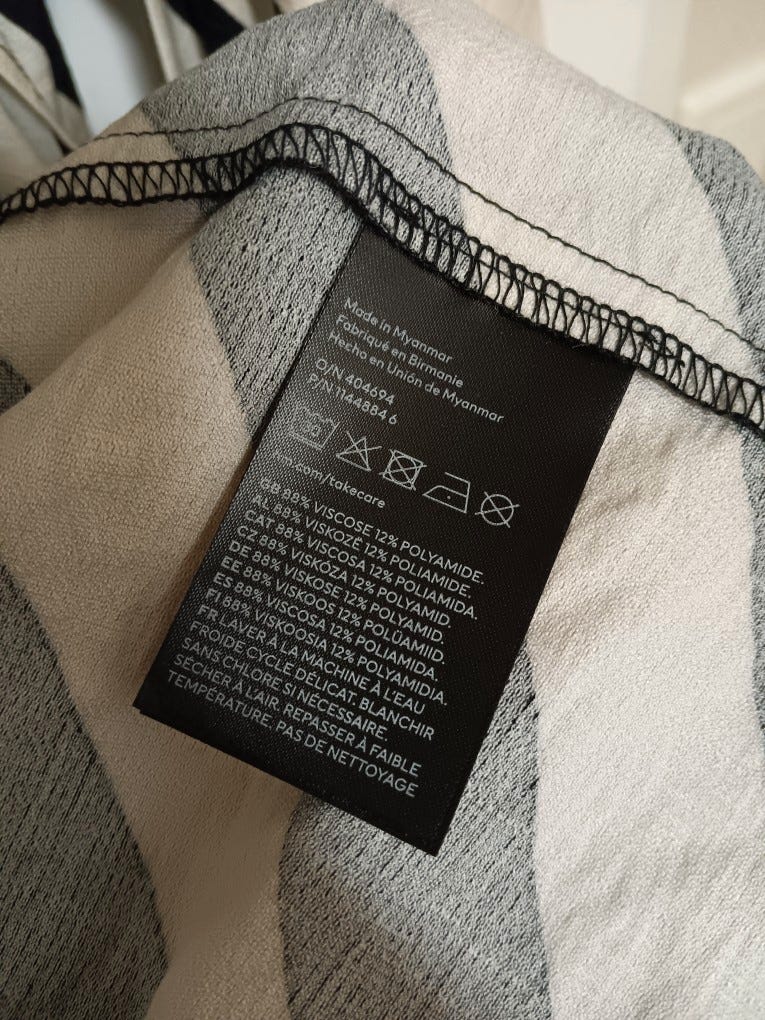 Made in Myanmar
Fabriqué en Birmanie
Hecho en Unión de Myanmar
O/N 404694
P/N 11448846
hm.com/takecare
GB 88% VISCOSE 12% POLYAMIDE.
AL 88% VISKOZË 12% POLIAMIDE.
CAT 88% VISCOSA 12% POLIAMIDA.
CZ 88% VISKÓZA 12% POLYAMID.
DE 88% VISKOSE 12% POLYAMID.
EE 88% VISKOOS 12% POLÜAMIID.
ES 88% VISCOSA 12% POLIAMIDA.
FI 88% VISKOOSIA 12% POLYAMIDIA.
FR LAVER À LA MACHINE À L'EAU
FROIDE CYCLE DÉLICAT. BLANCHIR
SANS CHLORE SI NÉCESSAIRE.
SÉCHER À L'AIR. REPASSER À FAIBLE
TEMPÉRATURE. PAS DE NETTOYAGE